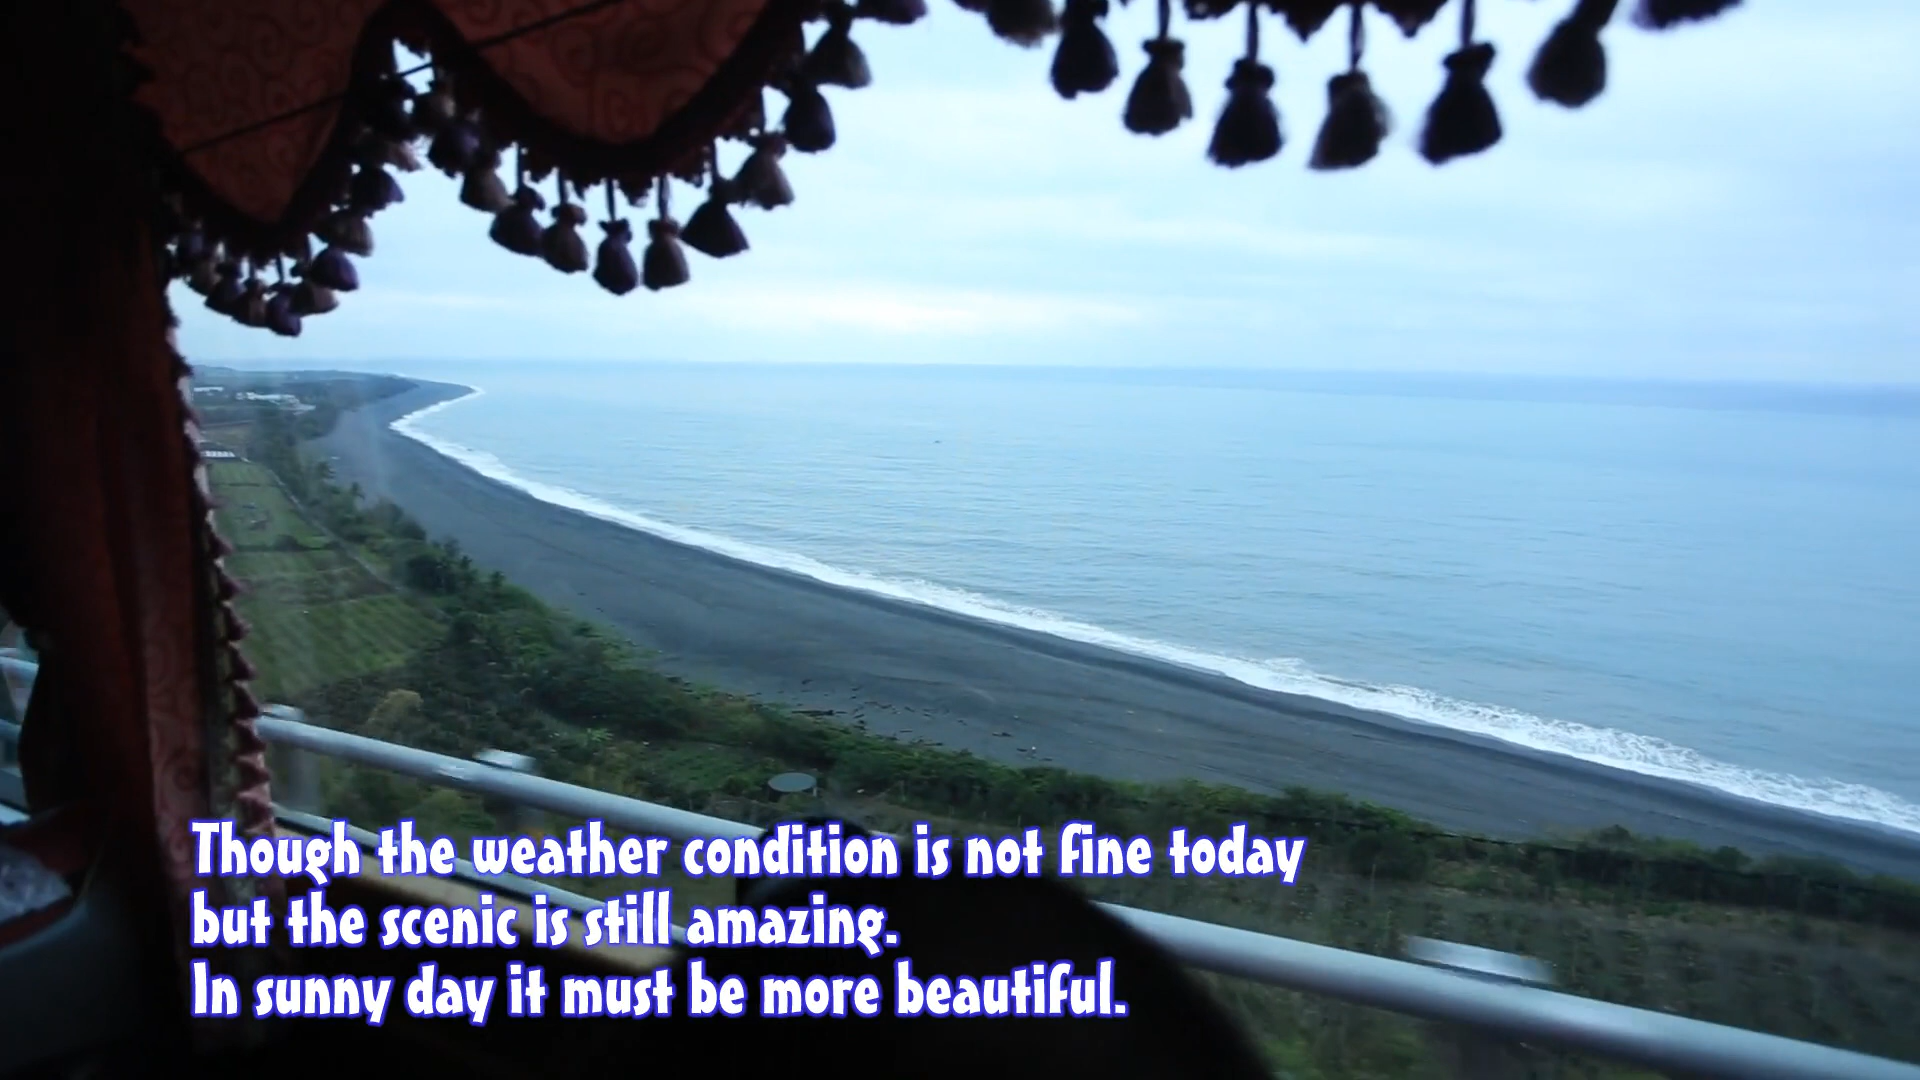 Though the weather condition is not fine today
but the scenic is still amazing.
In sunny day it must be more beautiful.